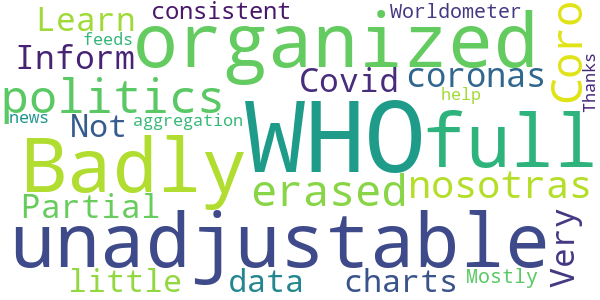 Learn consistent Worldometer
feeds organized Coro
Inform Covid coronas Thanks
politics help
news Not aggregation WHO full
Badly erased nosotras
Partial Very
unadjustable
little data charts Mostly